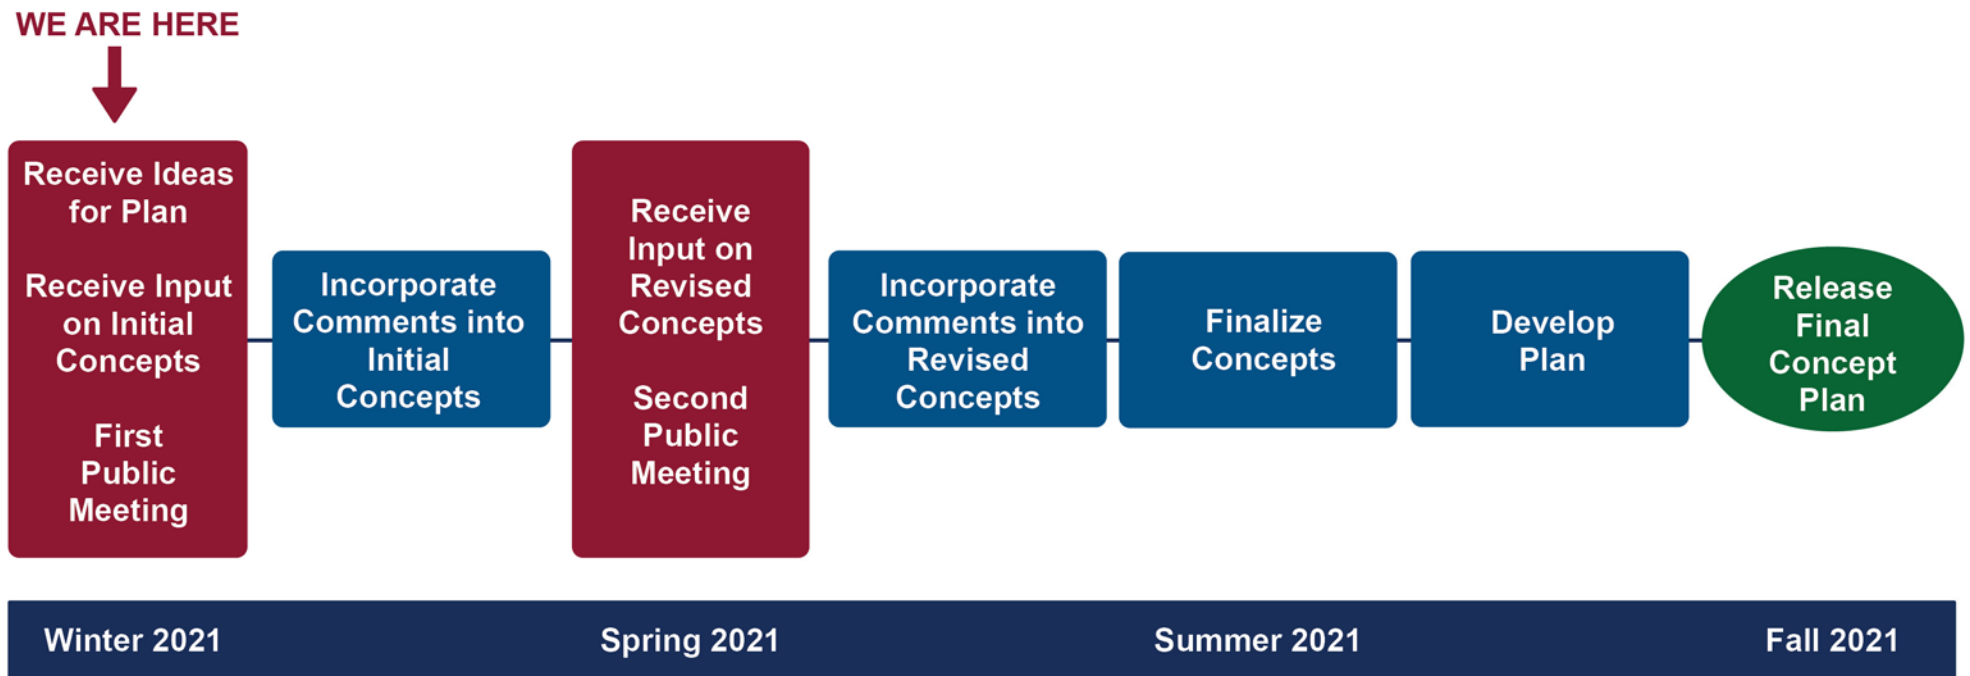 WE ARE HERE
Receive Ideas
for Plan
Receive Input
on Initial
Concepts
First
Public
Meeting
Incorporate
Comments into
Initial
Concepts
Receive
Input on
Revised
Concepts
Second
Public
Meeting
Incorporate
Comments into
Revised
Concepts
Finalize
Concepts
Develop
Plan
Release
Final
Concept
Plan
Winter 2021
Spring 2021
Summer 2021
Fall 2021